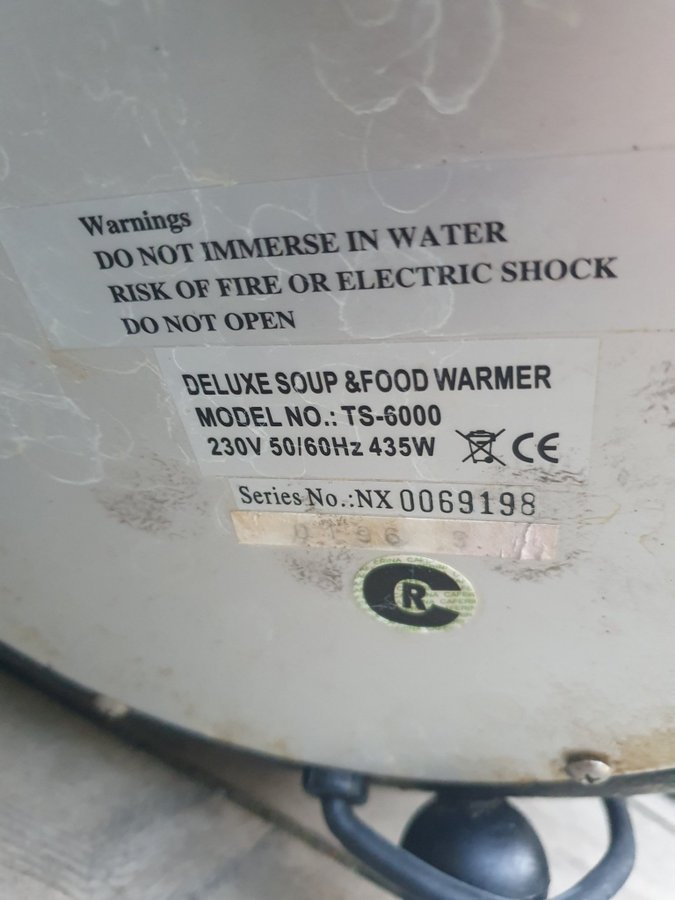 Warnings
DO NOT IMMERSE IN WATER
RISK OF FIRE OR ELECTRIC SHOCK
DO NOT OPEN
DELUXE SOUP &FOOD WARMER
MODEL NO.: TS-6000
230V 50/60Hz 435W CE
Series No.:NX 0069198
CR